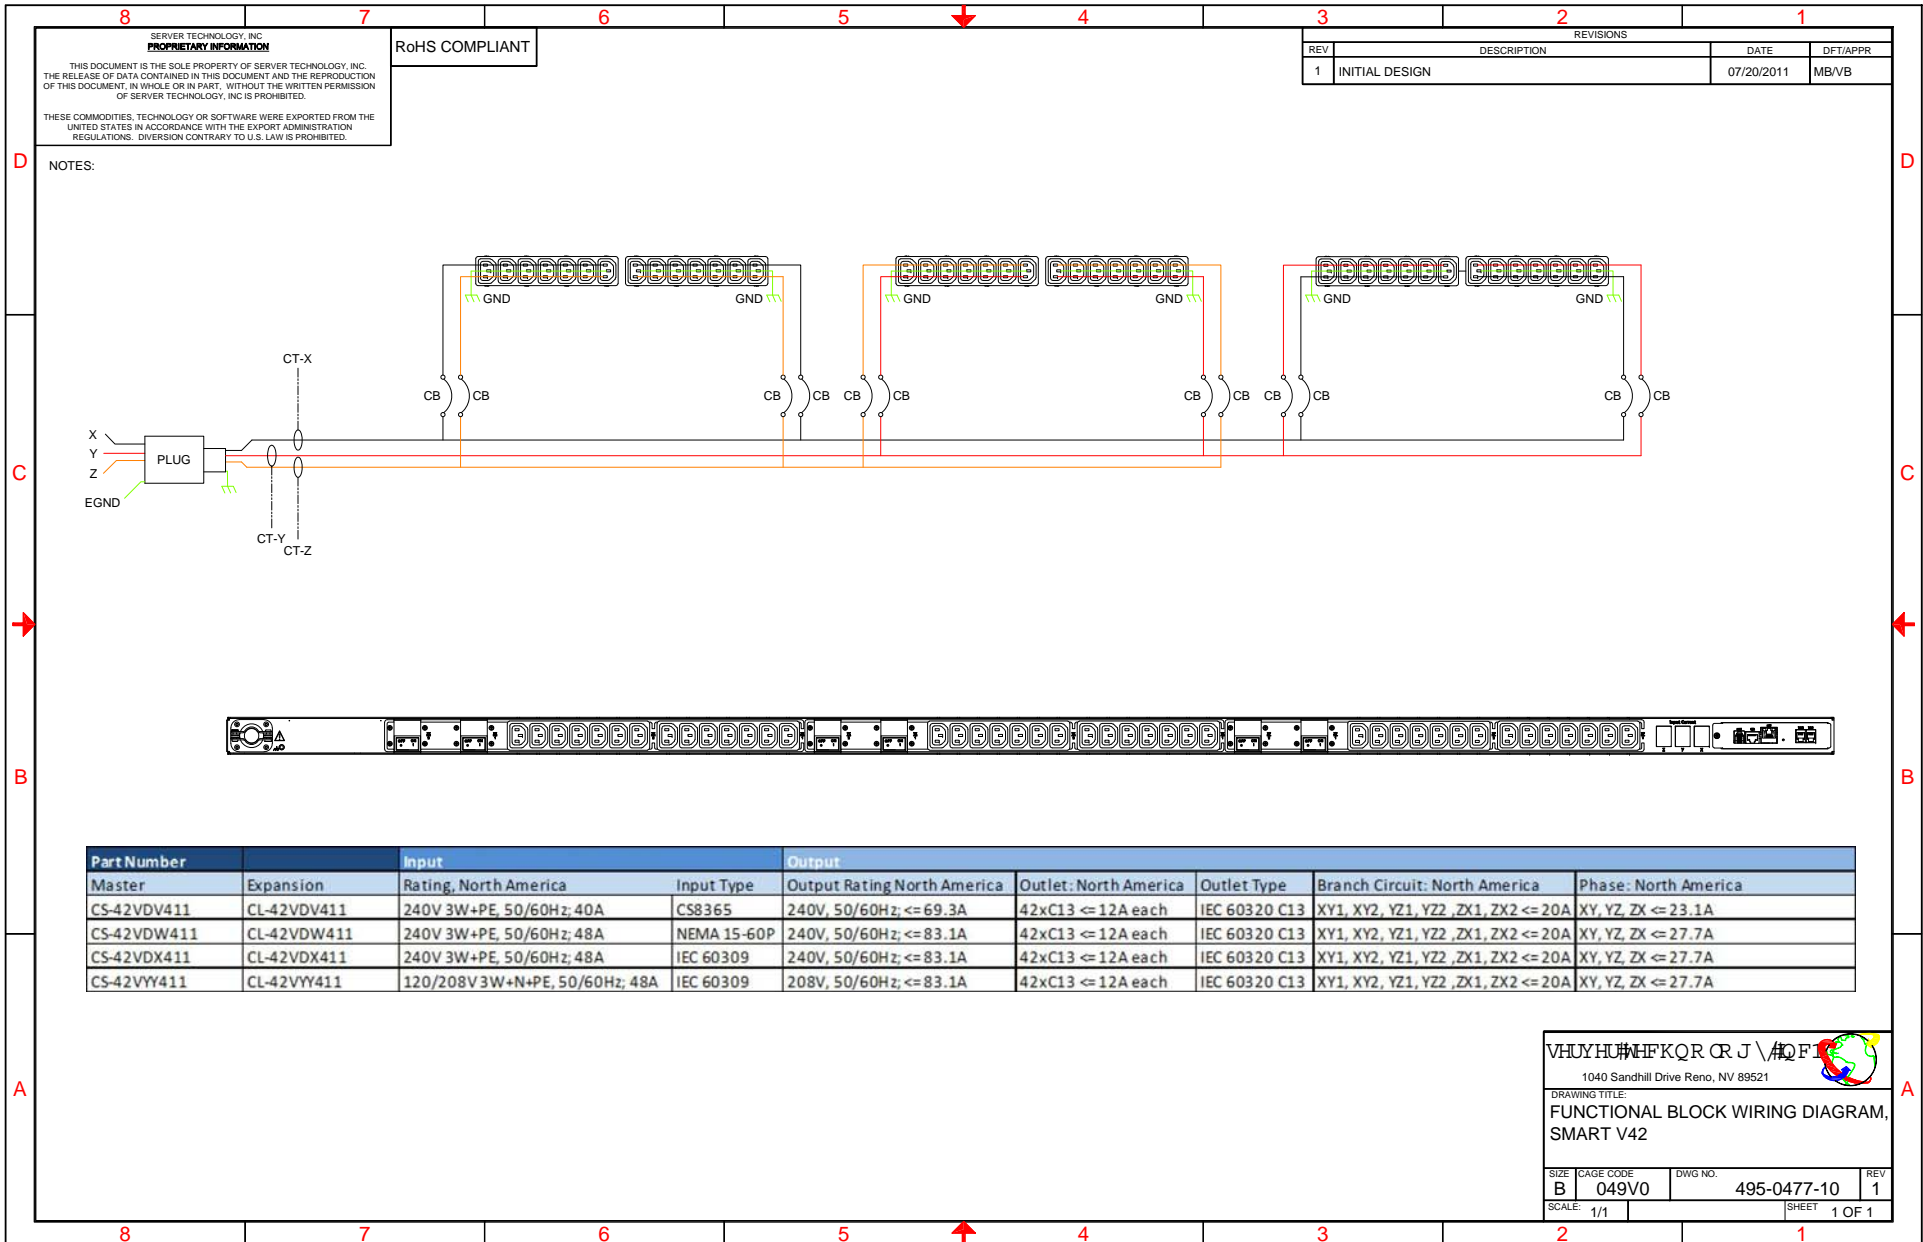 8 7 6 5 4 3 2 1
SERVER TECHNOLOGY, INC
PROPRIETARY INFORMATION
THIS DOCUMENT IS THE SOLE PROPERTY OF SERVER TECHNOLOGY, INC.
THE RELEASE OF DATA CONTAINED IN THIS DOCUMENT AND THE REPRODUCTION
OF THIS DOCUMENT, IN WHOLE OR IN PART, WITHOUT THE WRITTEN PERMISSION
OF SERVER TECHNOLOGY, INC IS PROHIBITED.
THESE COMMODITIES, TECHNOLOGY OR SOFTWARE WERE EXPORTED FROM THE
UNITED STATES IN ACCORDANCE WITH THE EXPORT ADMINISTRATION
REGULATIONS. DIVERSION CONTRARY TO U.S. LAW IS PROHIBITED.
RoHS COMPLIANT
REVISIONS
REV DESCRIPTION DATE DFT/APPR
1 INITIAL DESIGN 07/20/2011 MB/VB
D D
NOTES:
GND GND GND GND GND GND
CT-X
CB CB CB CB CB CB CB CB CB CB CB CB
X
Y
Z
EGND
PLUG
C C
CT-Y
CT-Z
Input Current
B B
Part Number Input Output
Master Expansion Rating, North America Input Type Output Rating North America Outlet: North America Outlet Type Branch Circuit: North America Phase: North America
CS-42VDV411 CL-42VDV411 240V 3W+PE, 50/60Hz; 40A CS8365 240V, 50/60Hz; <= 69.3A 42xC13 <= 12A each IEC 60320 C13 XY1, XY2, YZ1, YZ2 ,ZX1, ZX2 <= 20A XY, YZ, ZX <= 23.1A
CS-42VDW411 CL-42VDW411 240V 3W+PE, 50/60Hz; 48A NEMA 15-60P 240V, 50/60Hz; <= 83.1A 42xC13 <= 12A each IEC 60320 C13 XY1, XY2, YZ1, YZ2 ,ZX1, ZX2 <= 20A XY, YZ, ZX <= 27.7A
CS-42VDX411 CL-42VDX411 240V 3W+PE, 50/60Hz; 48A IEC 60309 240V, 50/60Hz; <= 83.1A 42xC13 <= 12A each IEC 60320 C13 XY1, XY2, YZ1, YZ2 ,ZX1, ZX2 <= 20A XY, YZ, ZX <= 27.7A
CS-42VYY411 CL-42VYY411 120/208V 3W+N+PE, 50/60Hz; 48A IEC 60309 208V, 50/60Hz; <= 83.1A 42xC13 <= 12A each IEC 60320 C13 XY1, XY2, YZ1, YZ2 ,ZX1, ZX2 <= 20A XY, YZ, ZX <= 27.7A
A A
1040 Sandhill Drive Reno, NV 89521
DRAWING TITLE:
FUNCTIONAL BLOCK WIRING DIAGRAM,
SMART V42
SIZE CAGE CODE DWG NO. REV
B 049V0 495-0477-10 1
SCALE: 1/1 SHEET 1 OF 1
8 7 6 5 4 3 2 1